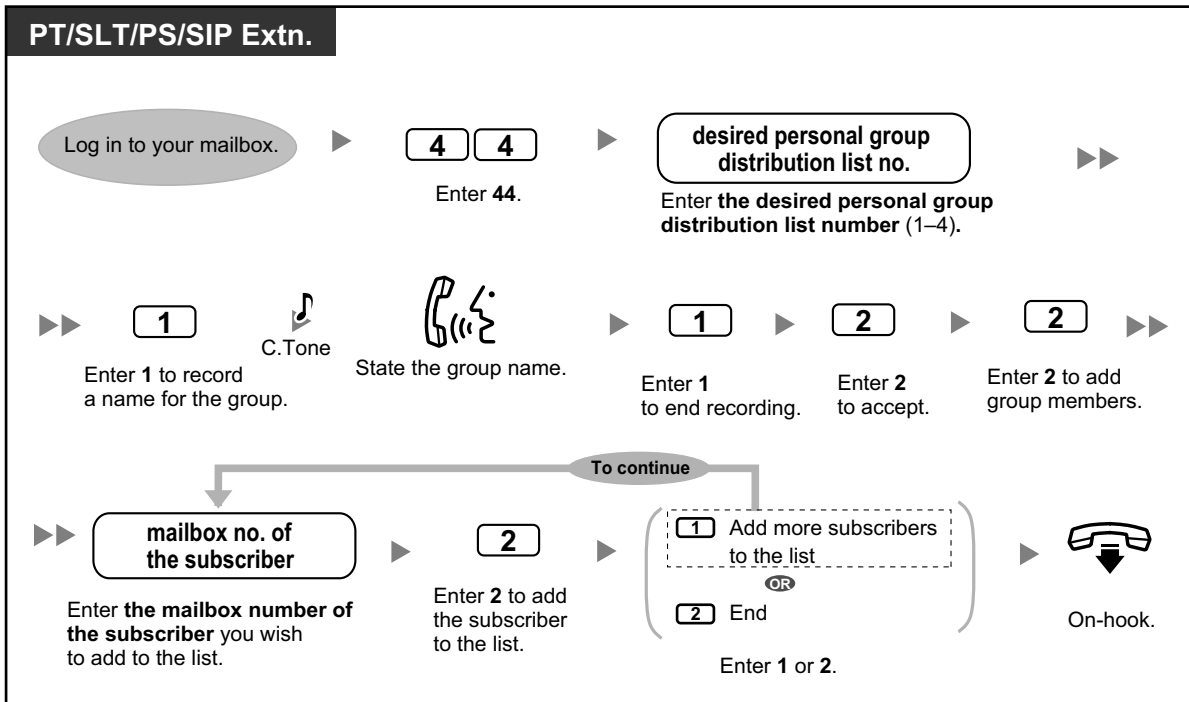 PT/SLT/PS/SIP Extn.
Log in to your mailbox.
4 4
Enter 44.
desired personal group
distribution list no.
Enter the desired personal group
distribution list number (1–4).
1
Enter 1 to record
a name for the group.
C.Tone
State the group name.
1
Enter 1
to end recording.
2
Enter 2
to accept.
2
Enter 2 to add
group members.
To continue
mailbox no. of
the subscriber
Enter the mailbox number of
the subscriber you wish
to add to the list.
2
Enter 2 to add
the subscriber
to the list.
1 Add more subscribers
to the list
OR
2 End
Enter 1 or 2.
On-hook.